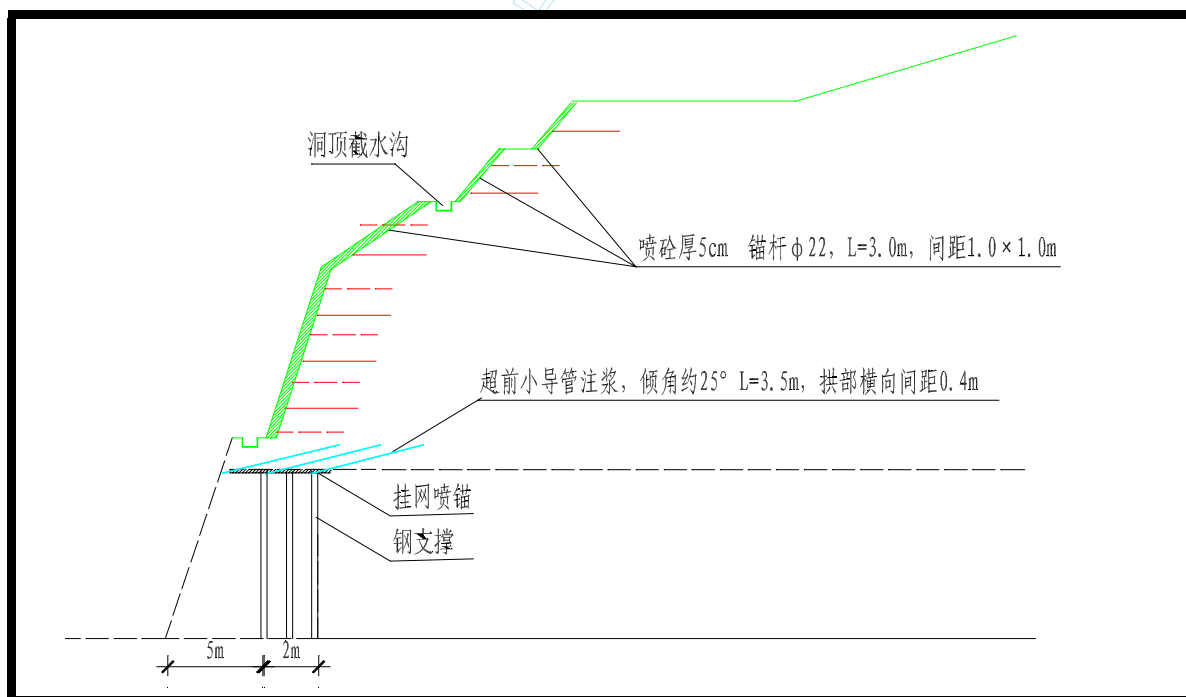 洞顶截水沟
喷砼厚5cm 锚杆φ22，L=3.0m，间距1.0×1.0m
超前小导管注浆，倾角约25° L=3.5m，拱部横向间距0.4m
挂网喷锚
钢支撑
5m
2m